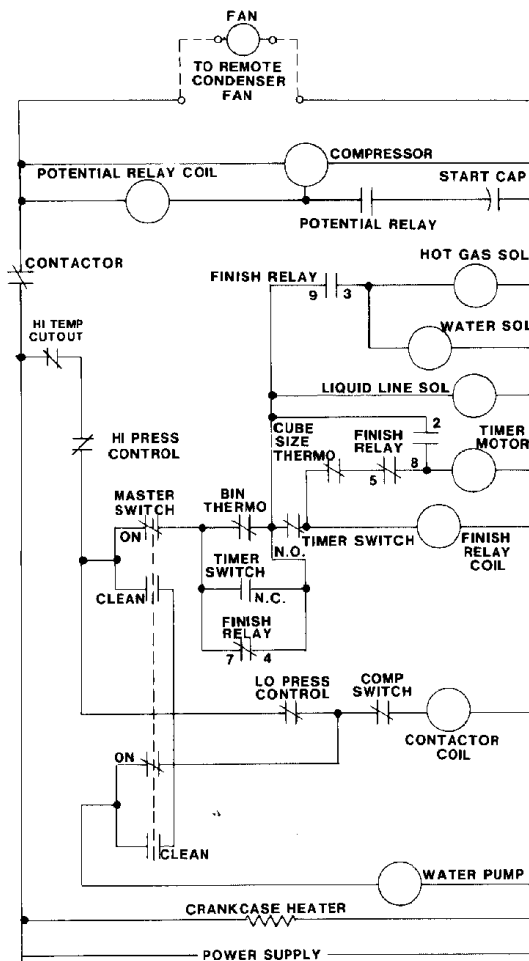 FAN
TO REMOTE
CONDENSER
FAN
COMPRESSOR
POTENTIAL RELAY COIL
START CAP
POTENTIAL RELAY
CONTACTOR
HOT GAS SOL
FINISH RELAY
9 3
WATER SOL
HI TEMP
CUTOUT
LIQUID LINE SOL
2
CUBE
SIZE
THERMO
FINISH
RELAY
TIMER
MOTOR
5 8
HI PRESS
CONTROL
MASTER
SWITCH
BIN
THERMO
ON
TIMER SWITCH
N.O.
FINISH
RELAY
COIL
TIMER
SWITCH
N.C.
CLEAN
FINISH
RELAY
7 4
LO PRESS
CONTROL
COMP
SWITCH
CONTACTOR
COIL
ON
CLEAN
WATER PUMP
CRANKCASE HEATER
POWER SUPPLY